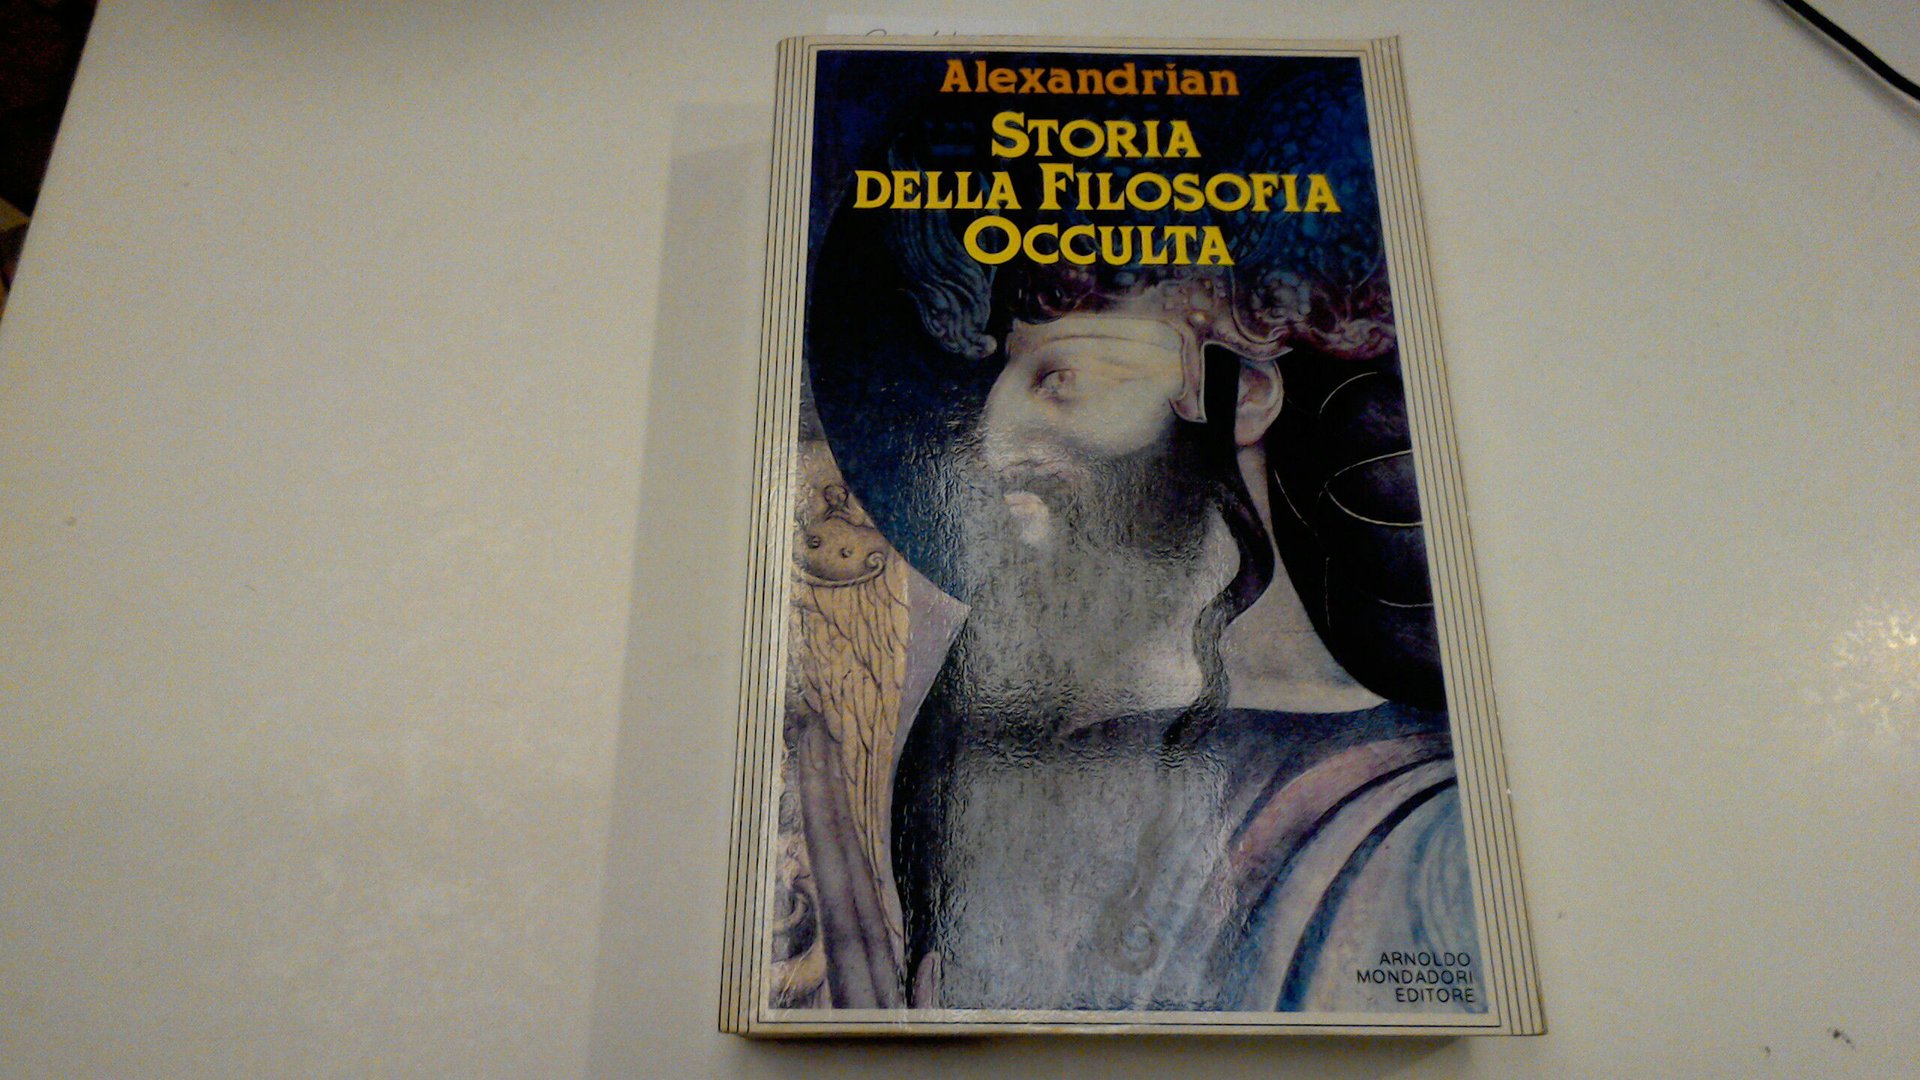 Alexandrian
STORIA
DELLA FILOSOFIA
OCCULTA
ARNOLDO
MONDADORI
EDITORE